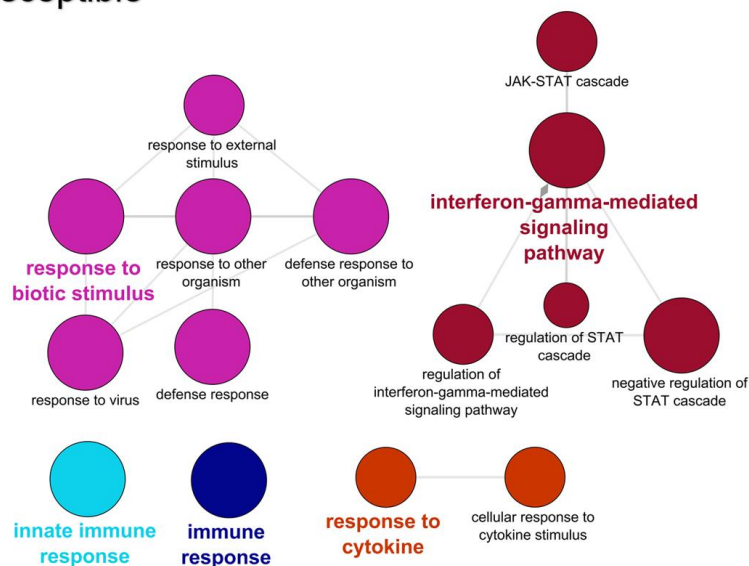 JAK-STAT cascade
response to external
stimulus
interferon-gamma-mediated
signaling
pathway
response to
biotic stimulus
response to other
organism
defense response to
other organism
regulation of STAT
cascade
regulation of
interferon-gamma-mediated
signaling pathway
negative regulation of
STAT cascade
response to virus
defense response
innate immune
response
immune
response
response to
cytokine
cellular response to
cytokine stimulus